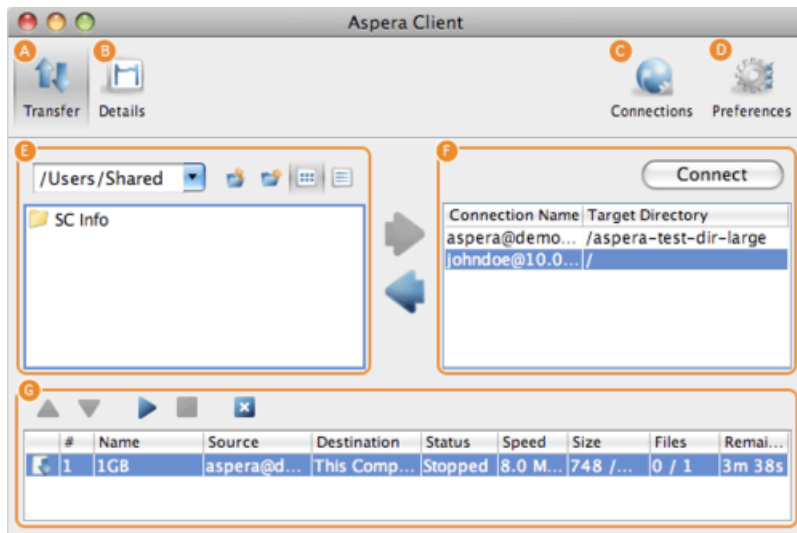 Aspera Client
A
B
C
D
Transfer
Details
Connections
Preferences
E
F
/Users/Shared
Connect
SC Info
Connection Name Target Directory
aspera@demo... /aspera-test-dir-large
johndoe@10.0... /
G
# Name Source Destination Status Speed Size Files Remai...
1 1GB aspera@d... This Comp... Stopped 8.0 M... 748 /... 0 / 1 3m 38s